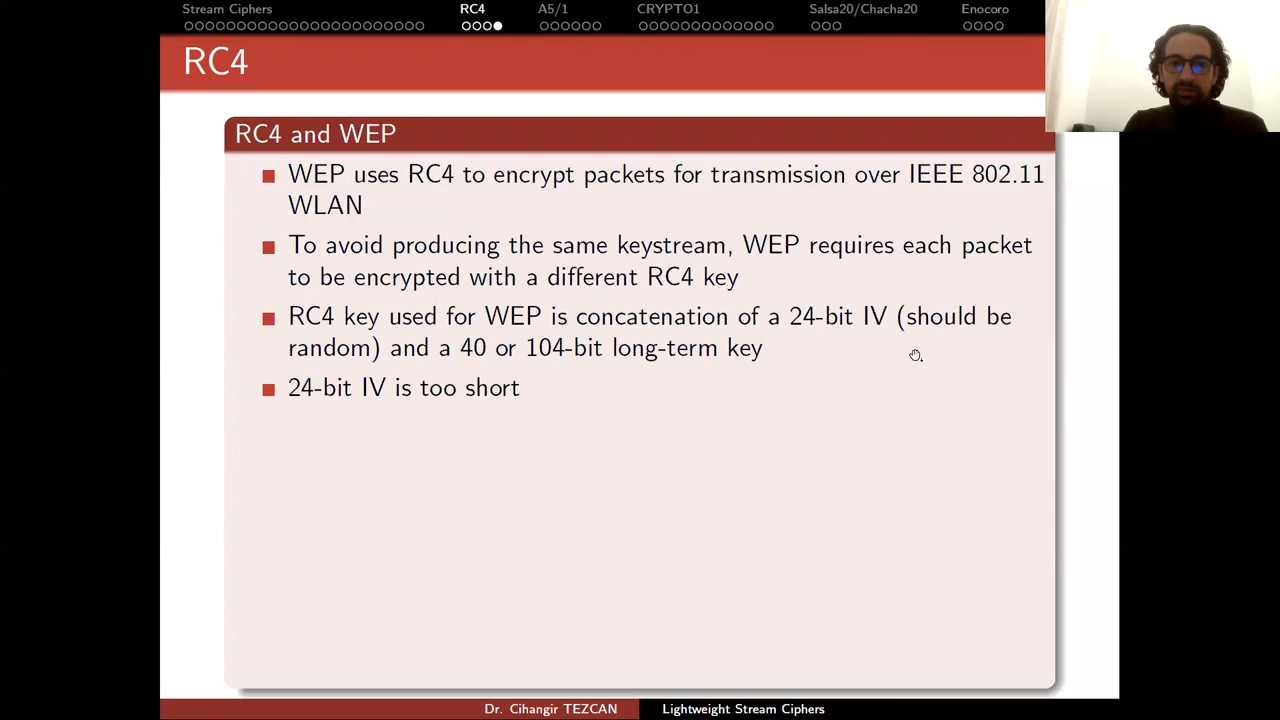 Stream Ciphers RC4 A5/1 CRYPTO1 Salsa20/Chacha20 Enocoro
RC4
RC4 and WEP
WEP uses RC4 to encrypt packets for transmission over IEEE 802.11
WLAN
To avoid producing the same keystream, WEP requires each packet
to be encrypted with a different RC4 key
RC4 key used for WEP is concatenation of a 24-bit IV (should be
random) and a 40 or 104-bit long-term key
24-bit IV is too short
Dr. Cihangir TEZCAN Lightweight Stream Ciphers